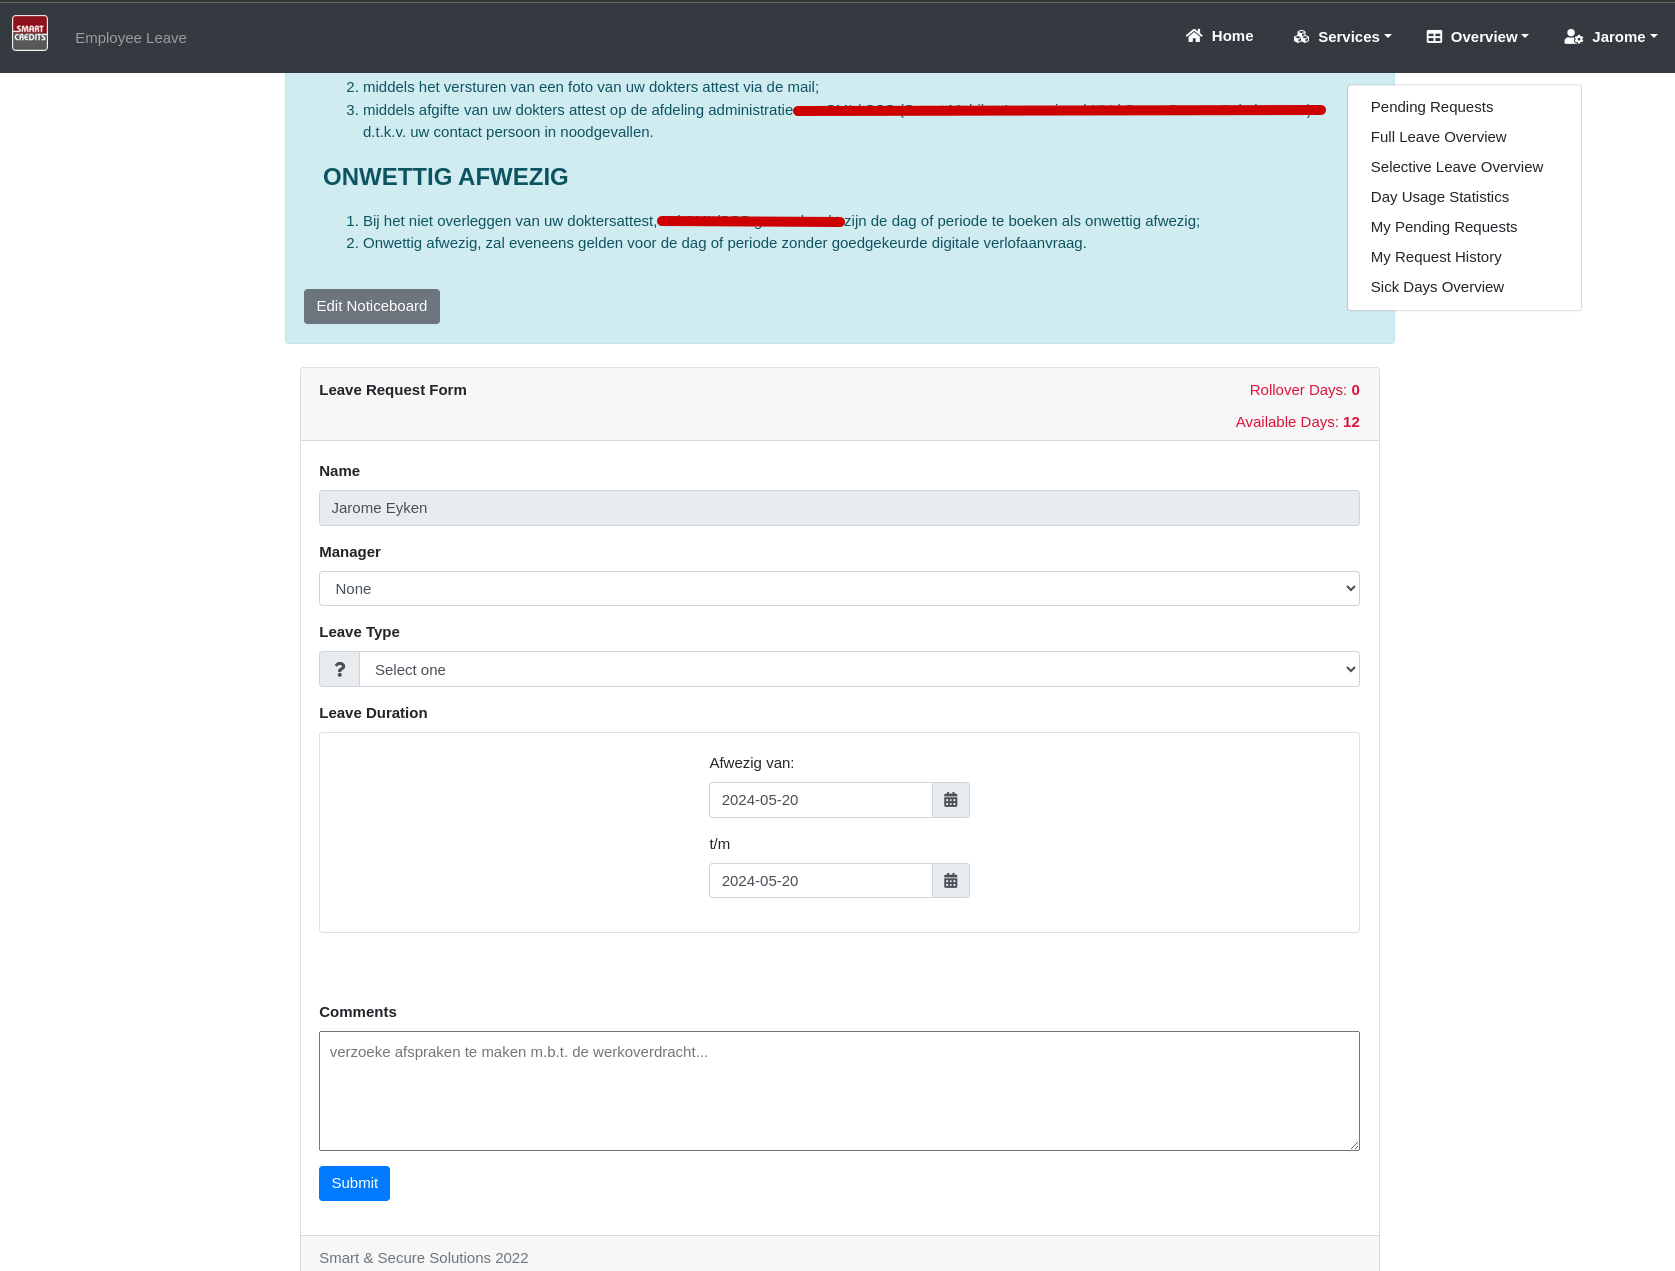 SMART
CREDITS
Employee Leave
Home
Services
Overview
Jarome
Pending Requests
Full Leave Overview
Selective Leave Overview
Day Usage Statistics
My Pending Requests
My Request History
Sick Days Overview
2. middels het versturen van een foto van uw dokters attest via de mail;
3. middels afgifte van uw dokters attest op de afdeling administratie
d.t.k.v. uw contact persoon in noodgevallen.
ONWETTIG AFWEZIG
1. Bij het niet overleggen van uw doktersattest, zijn de dag of periode te boeken als onwettig afwezig;
2. Onwettig afwezig, zal eveneens gelden voor de dag of periode zonder goedgekeurde digitale verlofaanvraag.
Edit Noticeboard
Leave Request Form
Rollover Days: 0
Available Days: 12
Name
Jarome Eyken
Manager
None
Leave Type
? Select one
Leave Duration
Afwezig van:
2024-05-20
t/m
2024-05-20
Comments
verzoeke afspraken te maken m.b.t. de werkoverdracht...
Submit
Smart & Secure Solutions 2022